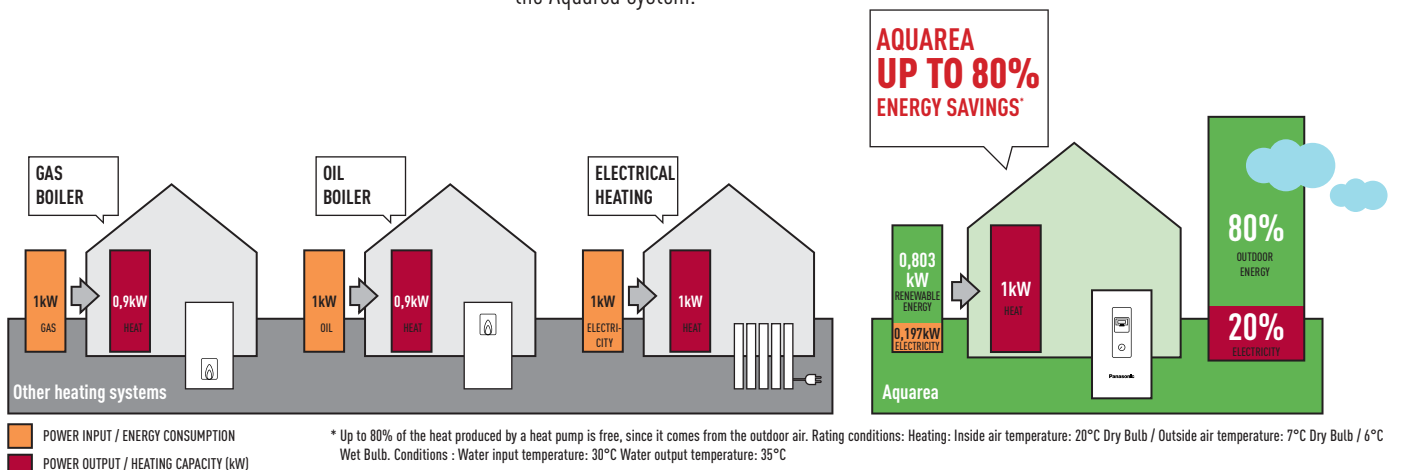 the Aquarea system.
AQUAREA
UP TO 80%
ENERGY SAVINGS*
GAS
BOILER
1kW
GAS
0,9kW
HEAT
OIL
BOILER
1kW
OIL
0,9kW
HEAT
ELECTRICAL
HEATING
1kW
ELECTRI-
CITY
1kW
HEAT
Other heating systems
0,803
kW
RENEWABLE
ENERGY
0,197kW
ELECTRICITY
1kW
HEAT
Panasonic
80%
OUTDOOR
ENERGY
20%
ELECTRICITY
Aquarea
POWER INPUT / ENERGY CONSUMPTION
POWER OUTPUT / HEATING CAPACITY (kW)
* Up to 80% of the heat produced by a heat pump is free, since it comes from the outdoor air. Rating conditions: Heating: Inside air temperature: 20°C Dry Bulb / Outside air temperature: 7°C Dry Bulb / 6°C
Wet Bulb. Conditions : Water input temperature: 30°C Water output temperature: 35°C